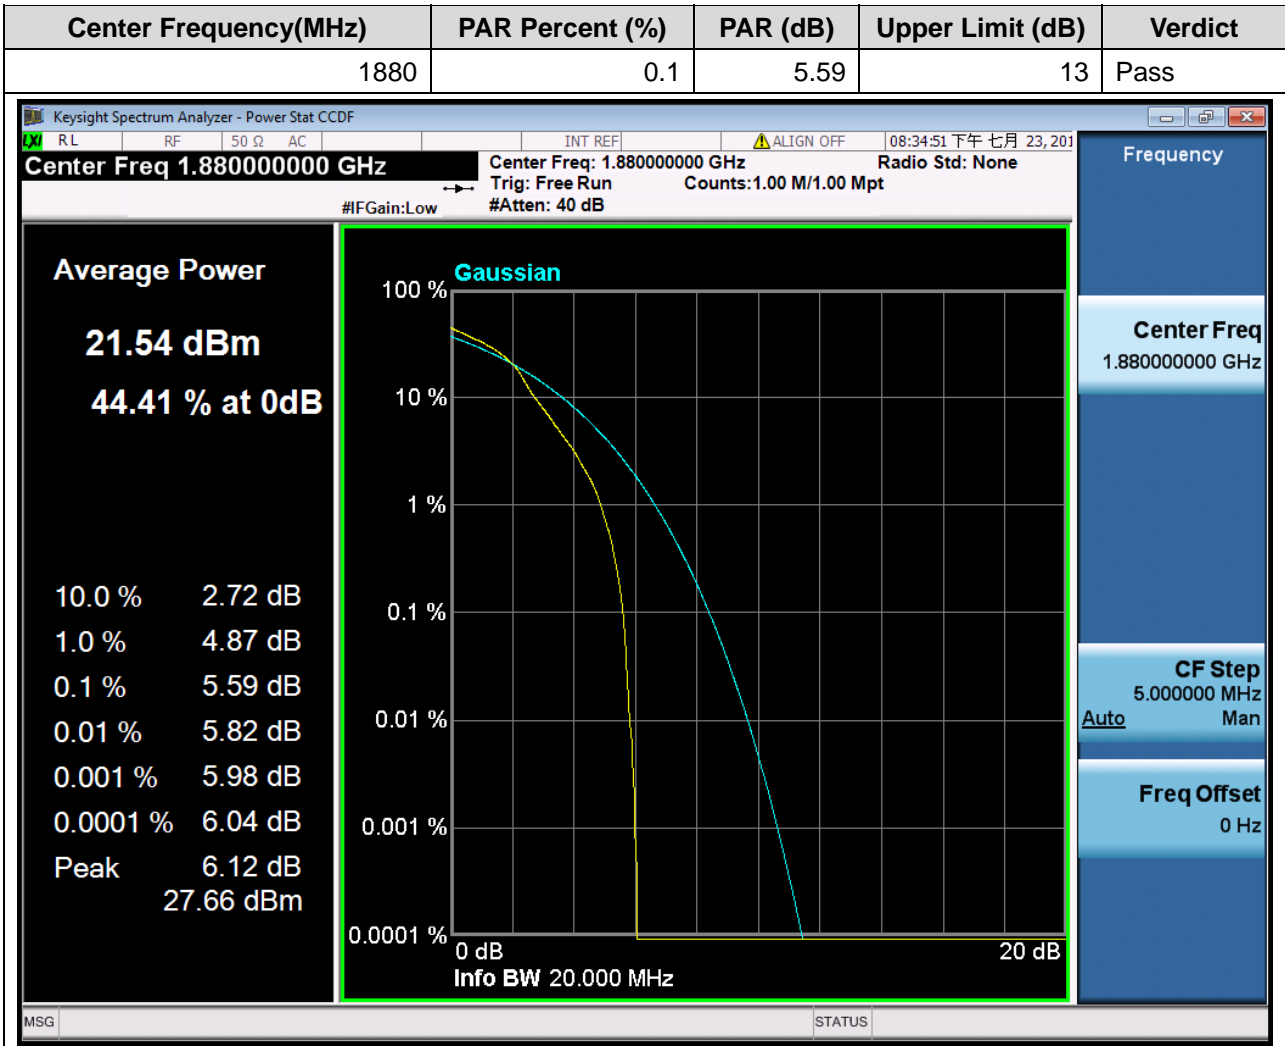 Center Frequency(MHz) PAR Percent (%) PAR (dB) Upper Limit (dB) Verdict
1880 0.1 5.59 13 Pass
Keysight Spectrum Analyzer - Power Stat CCDF
LXI RL RF 50 Ω AC INT REF ALIGN OFF 08:34:51 下午 七月 23, 201
Center Freq 1.880000000 GHz
Center Freq: 1.880000000 GHz Radio Std: None
Trig: Free Run Counts:1.00 M/1.00 Mpt
#IFGain:Low #Atten: 40 dB
Frequency
Average Power
21.54 dBm
44.41 % at 0dB
10.0 % 2.72 dB
1.0 % 4.87 dB
0.1 % 5.59 dB
0.01 % 5.82 dB
0.001 % 5.98 dB
0.0001 % 6.04 dB
Peak 6.12 dB
27.66 dBm
Gaussian
100 %
10 %
1 %
0.1 %
0.01 %
0.001 %
0.0001 %
0 dB 20 dB
Info BW 20.000 MHz
Center Freq
1.880000000 GHz
CF Step
5.000000 MHz
Auto Man
Freq Offset
0 Hz
MSG STATUS